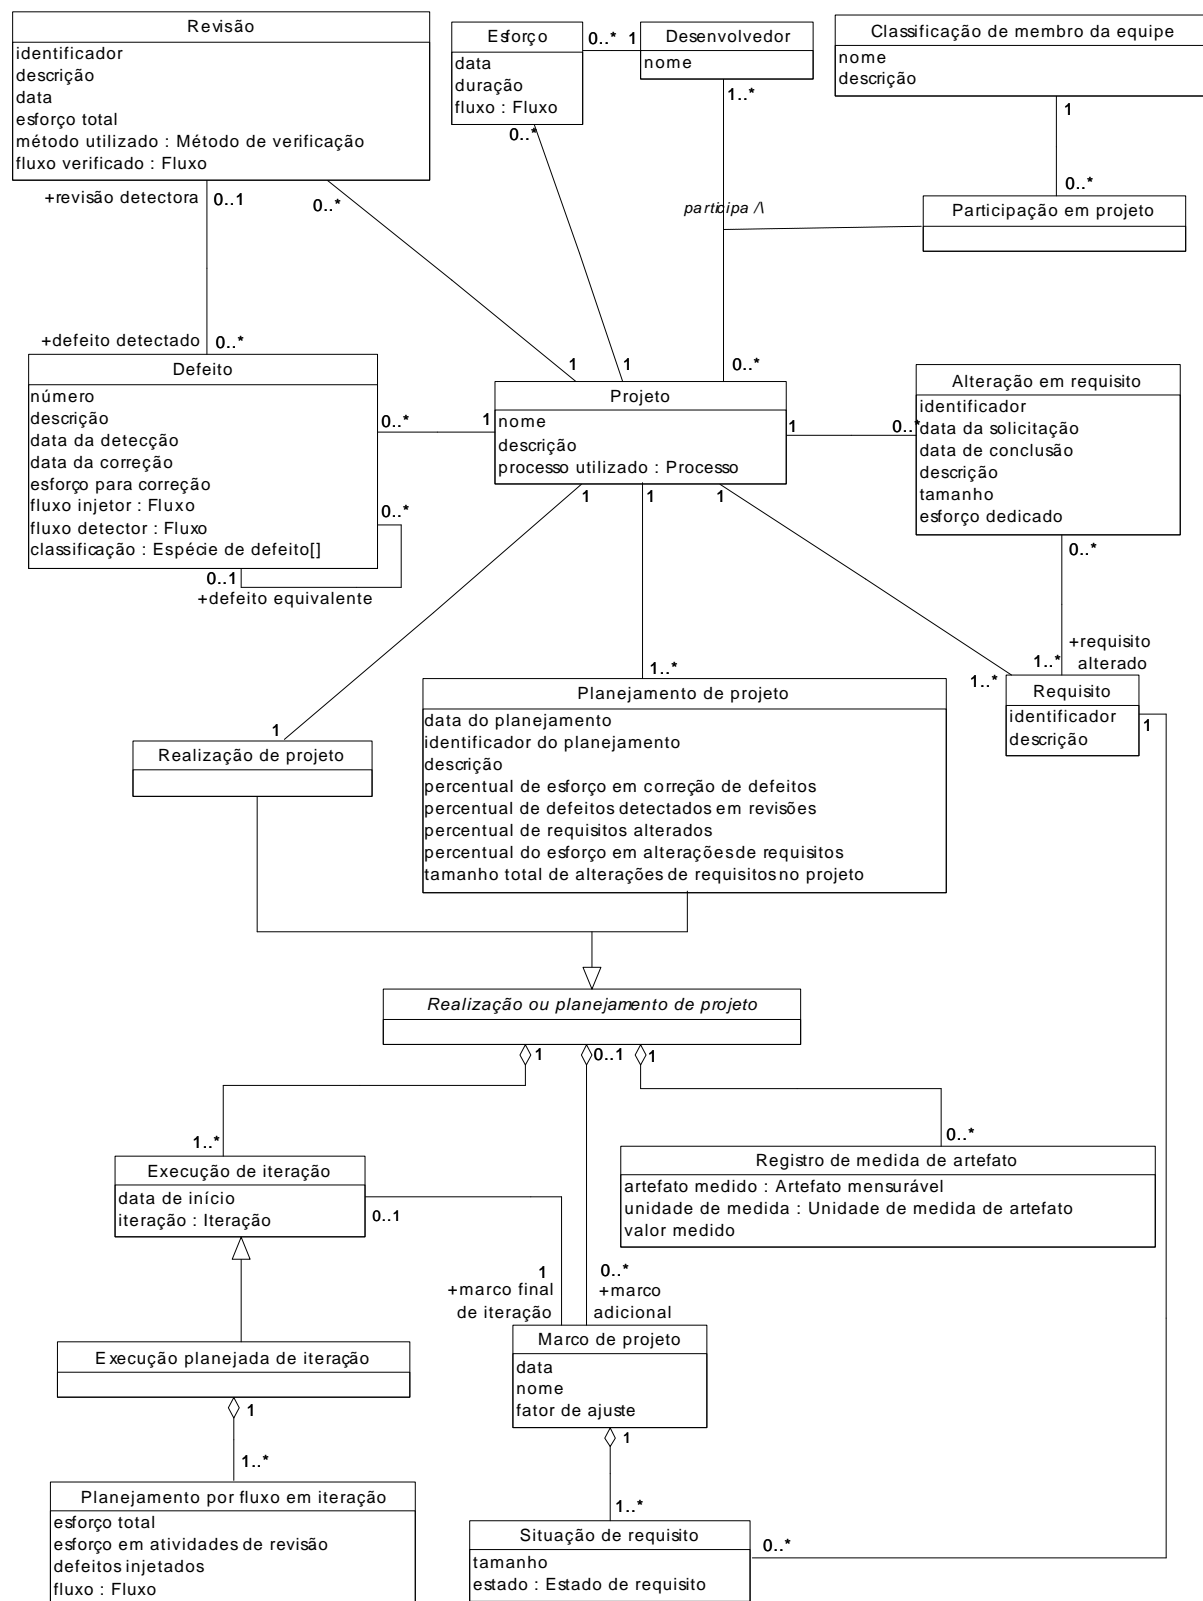 Revisão
identificador
descrição
data
esforço total
método utilizado : Método de verificação
fluxo verificado : Fluxo
Esforço
data
duração
fluxo : Fluxo
0..*
1
Desenvolvedor
nome
Classificação de membro da equipe
nome
descrição
+revisão detectora
0..1
0..*
0..*
1..*
1
0..*
participa /\
Participação em projeto
+defeito detectado
0..*
1
1
0..*
Defeito
número
descrição
data da detecção
data da correção
esforço para correção
fluxo injetor : Fluxo
fluxo detector : Fluxo
classificação : Espécie de defeito[]
0..*
1
0..*
0..1
+defeito equivalente
Projeto
nome
descrição
processo utilizado : Processo
1
0..*
Alteração em requisito
identificador
data da solicitação
data de conclusão
descrição
tamanho
esforço dedicado
1
1
1
0..*
+requisito
alterado
1..*
1..*
1..*
1
Requisito
identificador
descrição
1
Realização de projeto
Planejamento de projeto
data do planejamento
identificador do planejamento
descrição
percentual de esforço em correção de defeitos
percentual de defeitos detectados em revisões
percentual de requisitos alterados
percentual do esforço em alterações de requisitos
tamanho total de alterações de requisitos no projeto
Realização ou planejamento de projeto
1
0..1
1
1..*
0..*
Execução de iteração
data de início
iteração : Iteração
0..1
Registro de medida de artefato
artefato medido : Artefato mensurável
unidade de medida : Unidade de medida de artefato
valor medido
1
+marco final
de iteração
0..*
+marco
adicional
Execução planejada de iteração
Marco de projeto
data
nome
fator de ajuste
1
1
1..*
1..*
Planejamento por fluxo em iteração
esforço total
esforço em atividades de revisão
defeitos injetados
fluxo : Fluxo
Situação de requisito
tamanho
estado : Estado de requisito
0..*